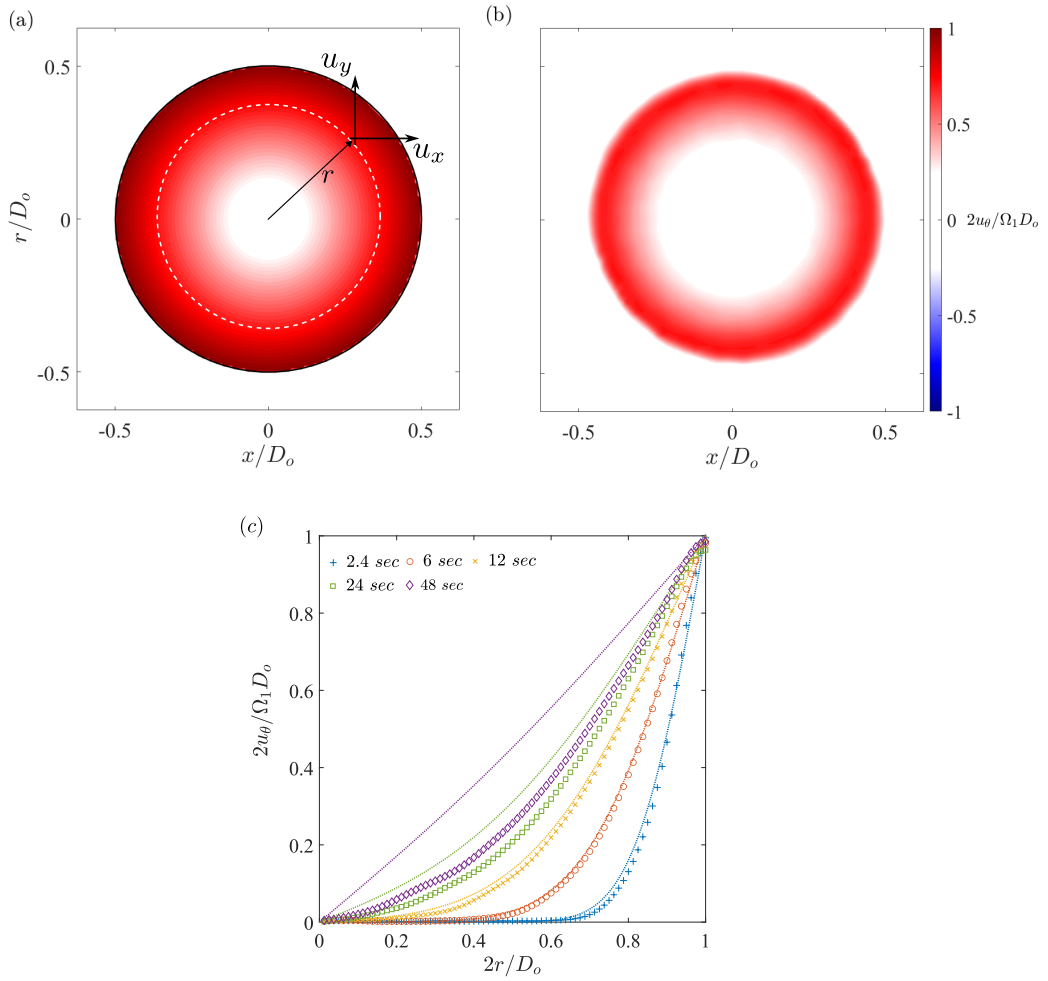 (a)
0.5
0
-0.5
r/D_o
-0.5
0
0.5
x/D_o
u_y
u_x
r
(b)
-0.5
0
0.5
x/D_o
1
0.5
0
-0.5
-1
2u_θ/Ω_1D_o
(c)
2.4 sec 6 sec 12 sec
24 sec 48 sec
1
0.8
0.6
0.4
0.2
0
2u_θ/Ω_1D_o
0 0.2 0.4 0.6 0.8 1
2r/D_o